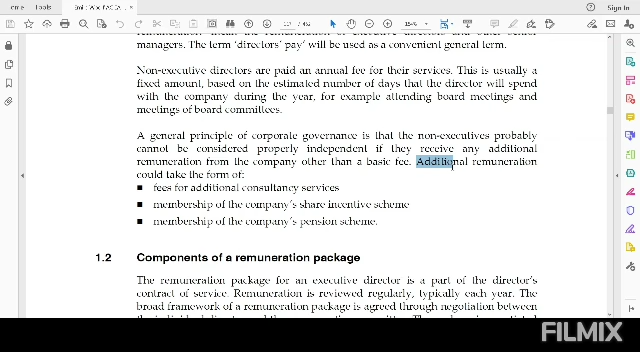 Tools
Sign In
/ 452
154%
managers. The term ‘directors’ pay’ will be used as a convenient general term.
Non-executive directors are paid an annual fee for their services. This is usually a
fixed amount, based on the estimated number of days that the director will spend
with the company during the year, for example attending board meetings and
meetings of board committees.
A general principle of corporate governance is that the non-executives probably
cannot be considered properly independent if they receive any additional
remuneration from the company other than a basic fee. Additional remuneration
could take the form of:
■ fees for additional consultancy services
■ membership of the company’s share incentive scheme
■ membership of the company’s pension scheme.
1.2 Components of a remuneration package
The remuneration package for an executive director is a part of the director’s
contract of service. Remuneration is reviewed regularly, typically each year. The
broad framework of a remuneration package is agreed through negotiation between
FILMIX